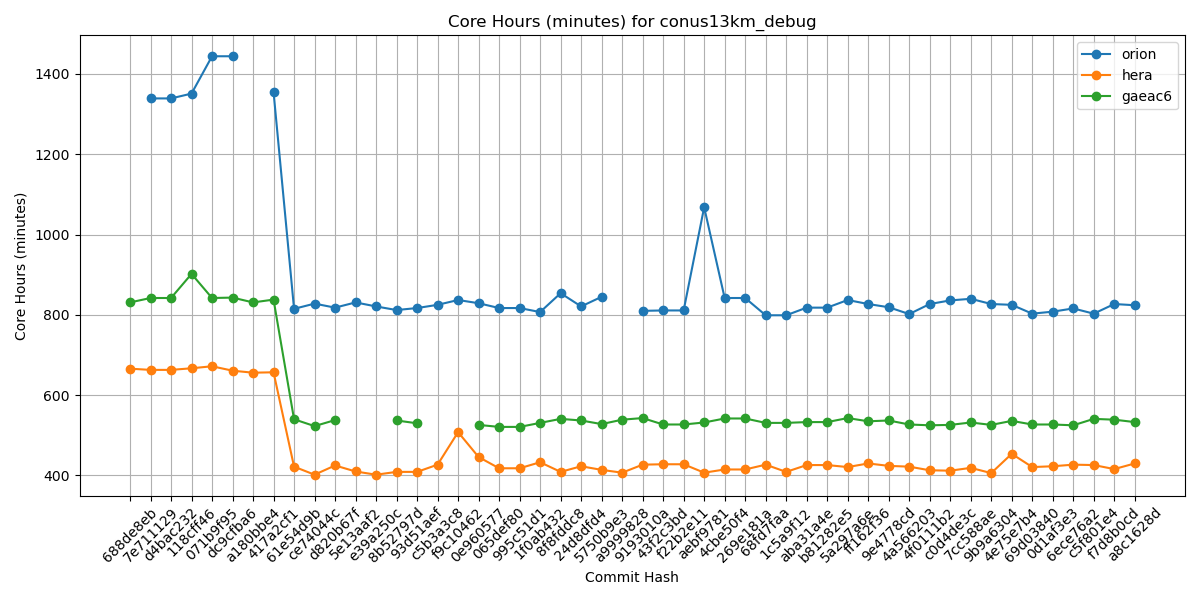 Core Hours (minutes) for conus13km_debug
orion
hera
gaeac6
Core Hours (minutes)
1400
1200
1000
800
600
400
688de8eb
7e711129
d4bac232
118cff46
071b9f95
dc9cfba6
a180bbe4
417a2cf1
61e54d9b
ce74044c
d820b67f
5e13aaf2
e39a250c
8b52797d
93d51aef
c5b3a3c8
f9c10462
0e960577
065def80
995c51d1
1f0ab432
8f8fddc8
24d8dfd4
5750b9e3
a9909828
9193010a
43f2c3bd
f22b2e11
aebf9781
4cbe50f4
269e181a
68fd7faa
1c5a9f12
aba31a4e
b81282e5
5a297a6e
ff162f36
9e4778cd
4a566203
4f0111b2
c0d4de3c
7cc588ae
9b9a6304
4e75e7b4
69d03840
0d1af3e3
6ece76a2
c5f801e4
f7d8b0cd
a8c1628d
Commit Hash